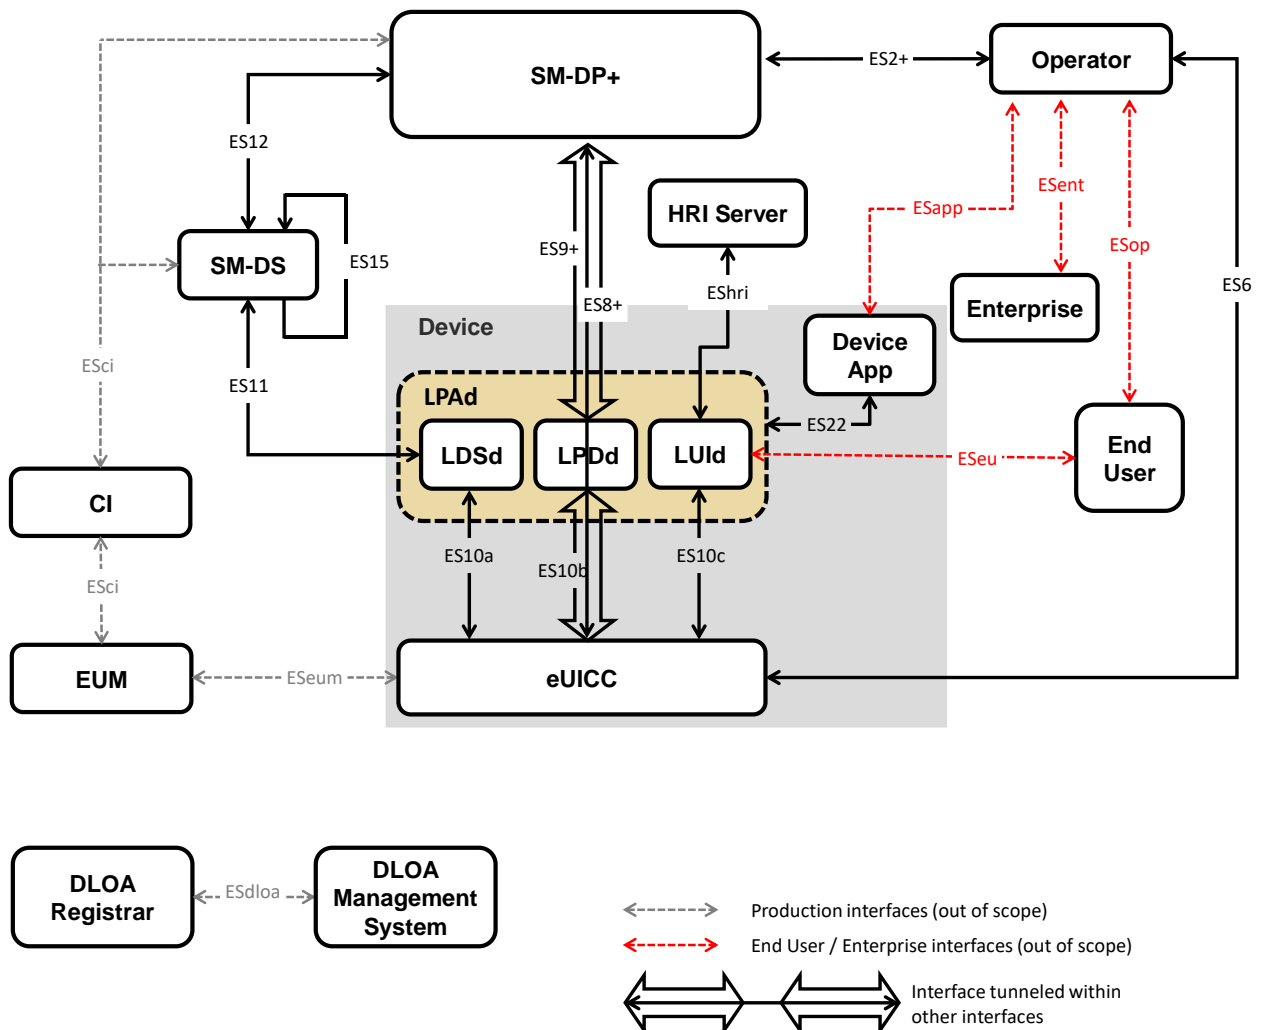 SM-DP+
ES2+
Operator
ES12
HRI Server
ESapp
ESent
ESop
SM-DS
ES15
ES9+
ES8+
EShri
ES6
Enterprise
Device
Device
App
ESci
ES11
LPAd
ES22
LDSd
LPDd
LUId
ESeu
End
User
CI
ES10a
ES10b
ES10c
ESci
EUM
ESeum
eUICC
DLOA
Registrar
ESdloa
DLOA
Management
System
Production interfaces (out of scope)
End User / Enterprise interfaces (out of scope)
Interface tunneled within
other interfaces